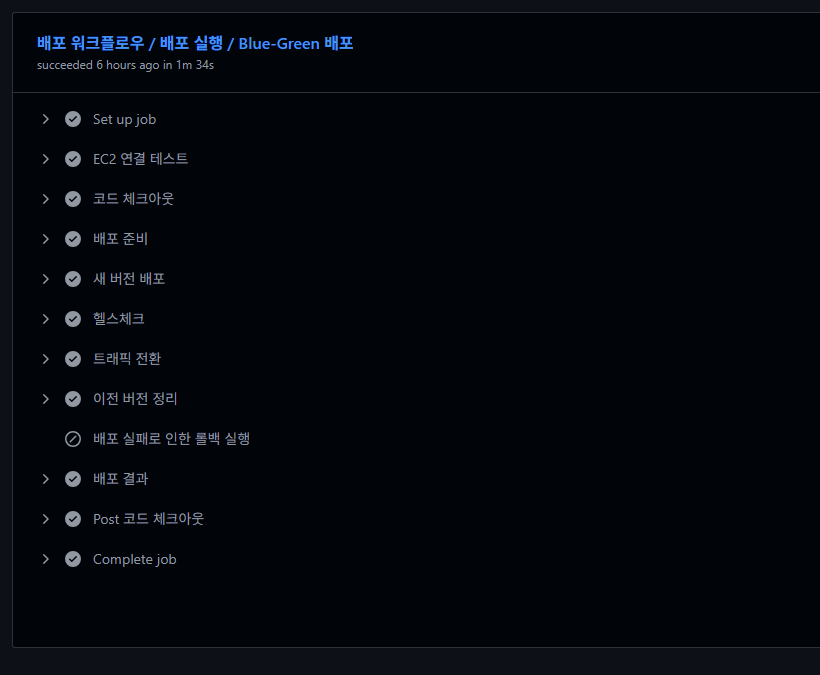 배포 워크플로우 / 배포 실행 / Blue-Green 배포
succeeded 6 hours ago in 1m 34s
Set up job
EC2 연결 테스트
코드 체크아웃
배포 준비
새 버전 배포
헬스체크
트래픽 전환
이전 버전 정리
배포 실패로 인한 롤백 실행
배포 결과
Post 코드 체크아웃
Complete job